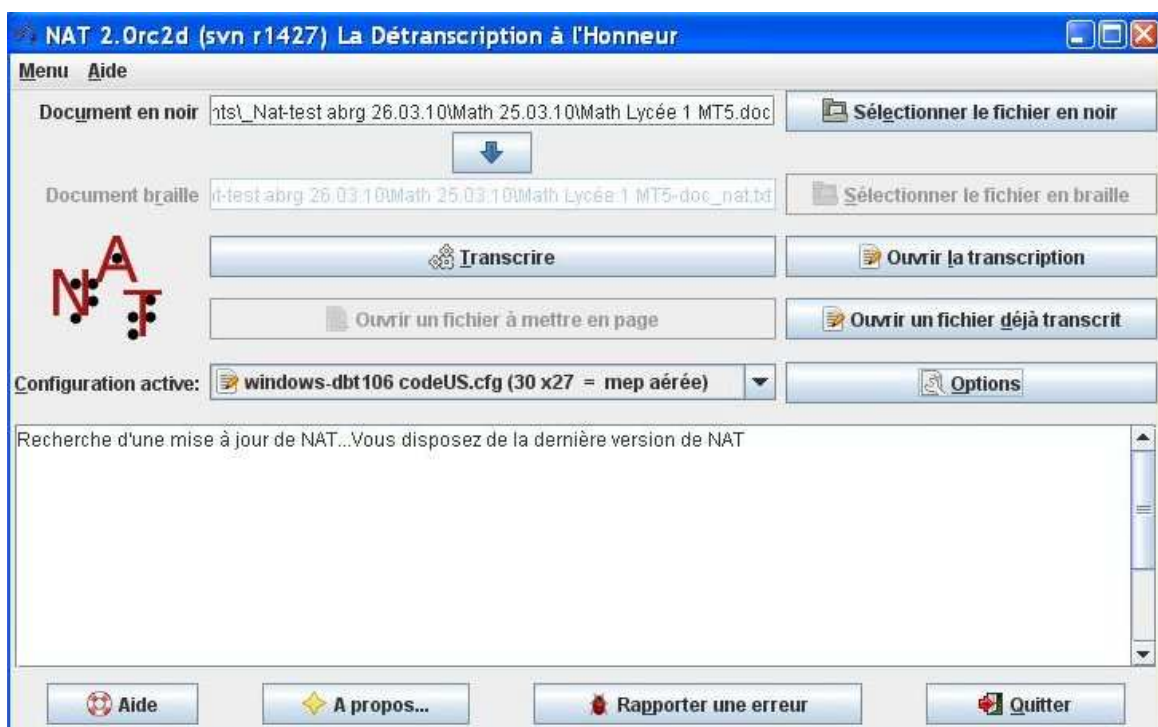 NAT 2.0rc2d (svn r1427) La Détranscription à l'Honneur
Menu Aide
Document en noir nts\_Nat-test abrg 26.03.10\Math 25.03.10\Math Lycée 1 MT5.doc Sélectionner le fichier en noir
Document braille t-test abrg 26.03.10\Math 25.03.10\Math Lycée 1 MT5-doc_nat.txt Sélectionner le fichier en braille
NAT
Transcrire Ouvrir la transcription
Ouvrir un fichier à mettre en page Ouvrir un fichier déjà transcrit
Configuration active: windows-dbt106 codeUS.cfg (30 x27 = mep aérée) Options
Recherche d'une mise à jour de NAT...Vous disposez de la dernière version de NAT
Aide A propos... Rapporter une erreur Quitter